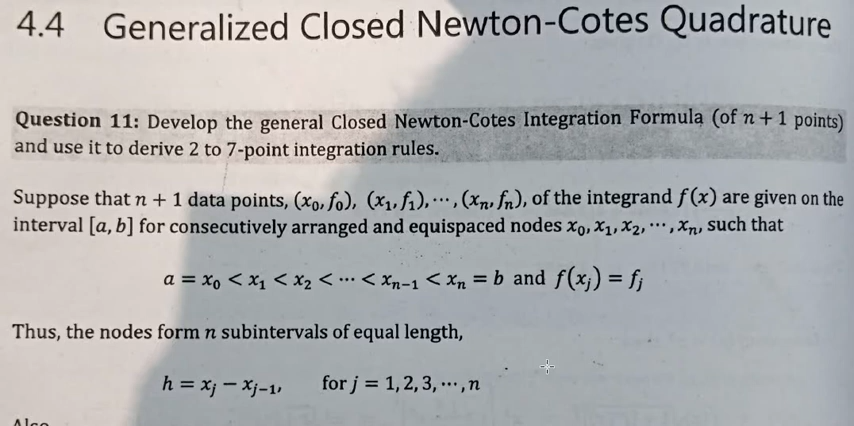 4.4 Generalized Closed Newton-Cotes Quadrature
Question 11: Develop the general Closed Newton-Cotes Integration Formula (of n + 1 points)
and use it to derive 2 to 7-point integration rules.
Suppose that n + 1 data points, (x₀, f₀), (x₁, f₁), ⋯, (xₙ, fₙ), of the integrand f(x) are given on the
interval [a, b] for consecutively arranged and equispaced nodes x₀, x₁, x₂, ⋯, xₙ, such that
a = x₀ < x₁ < x₂ < ⋯ < xₙ₋₁ < xₙ = b and f(xⱼ) = fⱼ
Thus, the nodes form n subintervals of equal length,
h = xⱼ − xⱼ₋₁, for j = 1, 2, 3, ⋯, n
Also